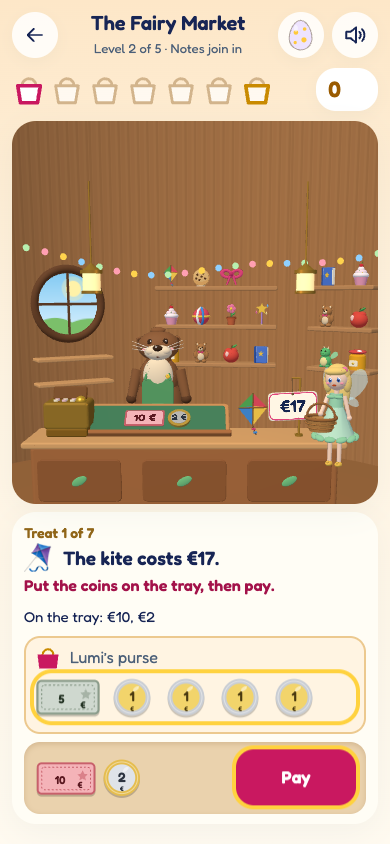 The Fairy Market
Level 2 of 5 · Notes join in
0
10 €
2 €
€17
Treat 1 of 7
The kite costs €17.
Put the coins on the tray, then pay.
On the tray: €10, €2
Lumi's purse
5 €
1 €
1 €
1 €
1 €
10 €
2 €
Pay